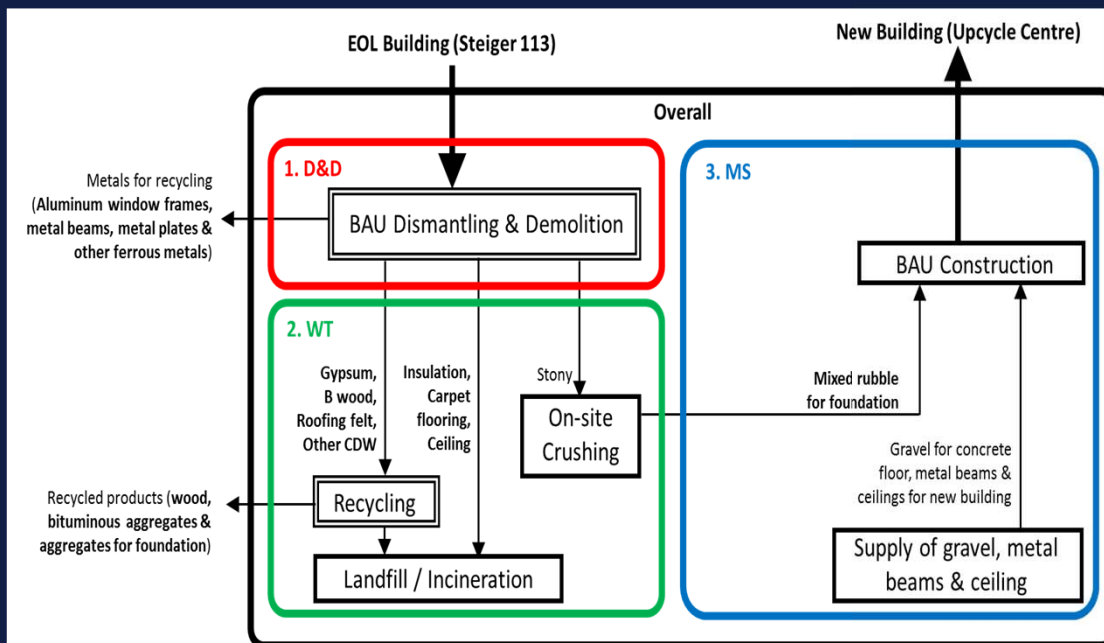 EOL Building (Steiger 113)
New Building (Upcycle Centre)
Overall
1. D&D
3. MS
Metals for recycling
(Aluminum window frames,
metal beams, metal plates &
other ferrous metals)
BAU Dismantling & Demolition
BAU Construction
2. WT
Gypsum,
B wood,
Roofing felt,
Other CDW
Insulation,
Carpet
flooring,
Ceiling
Stony
On-site
Crushing
Mixed rubble
for foundation
Gravel for concrete
floor, metal beams &
ceilings for new building
Recycled products (wood,
bituminous aggregates &
aggregates for foundation)
Recycling
Landfill / Incineration
Supply of gravel, metal
beams & ceiling